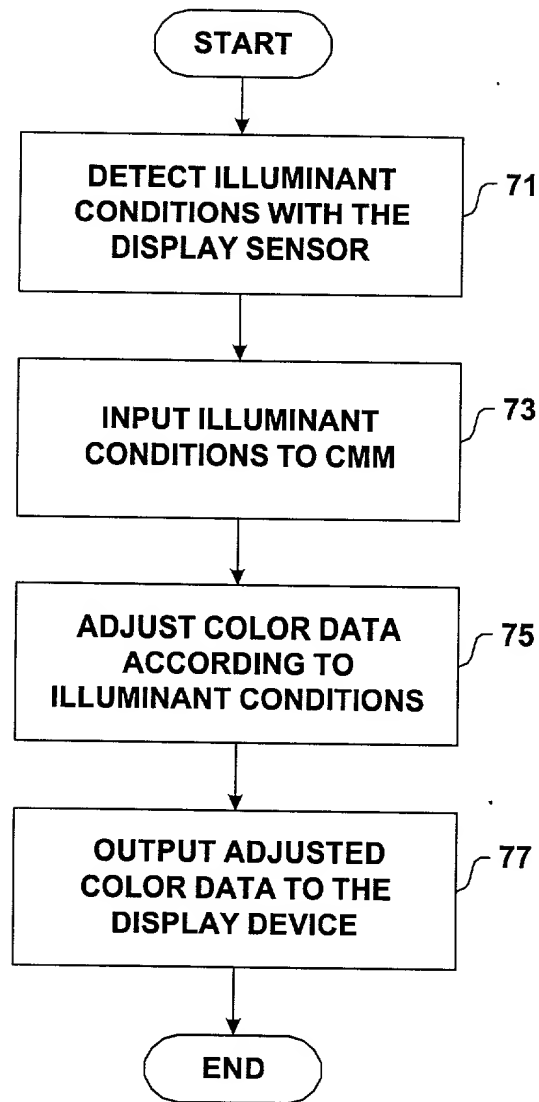 START
DETECT ILLUMINANT
CONDITIONS WITH THE
DISPLAY SENSOR
71
INPUT ILLUMINANT
CONDITIONS TO CMM
73
ADJUST COLOR DATA
ACCORDING TO
ILLUMINANT CONDITIONS
75
OUTPUT ADJUSTED
COLOR DATA TO THE
DISPLAY DEVICE
77
END